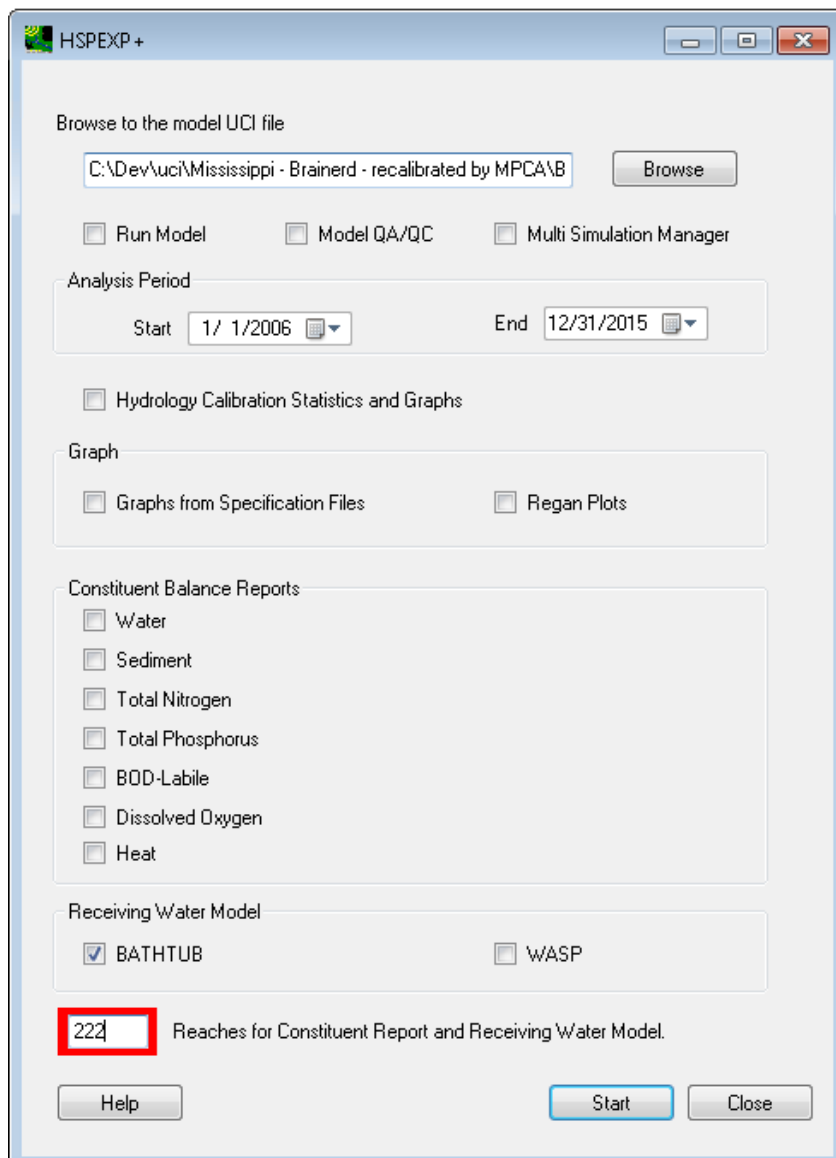 HSPEXP+
Browse to the model UCI file
C:\Dev\uci\Mississippi - Brainerd - recalibrated by MPCA\B Browse
Run Model Model QA/QC Multi Simulation Manager
Analysis Period
Start 1/ 1/2006 End 12/31/2015
Hydrology Calibration Statistics and Graphs
Graph
Graphs from Specification Files Regan Plots
Constituent Balance Reports
Water
Sediment
Total Nitrogen
Total Phosphorus
BOD-Labile
Dissolved Oxygen
Heat
Receiving Water Model
BATHTUB WASP
222 Reaches for Constituent Report and Receiving Water Model.
Help Start Close